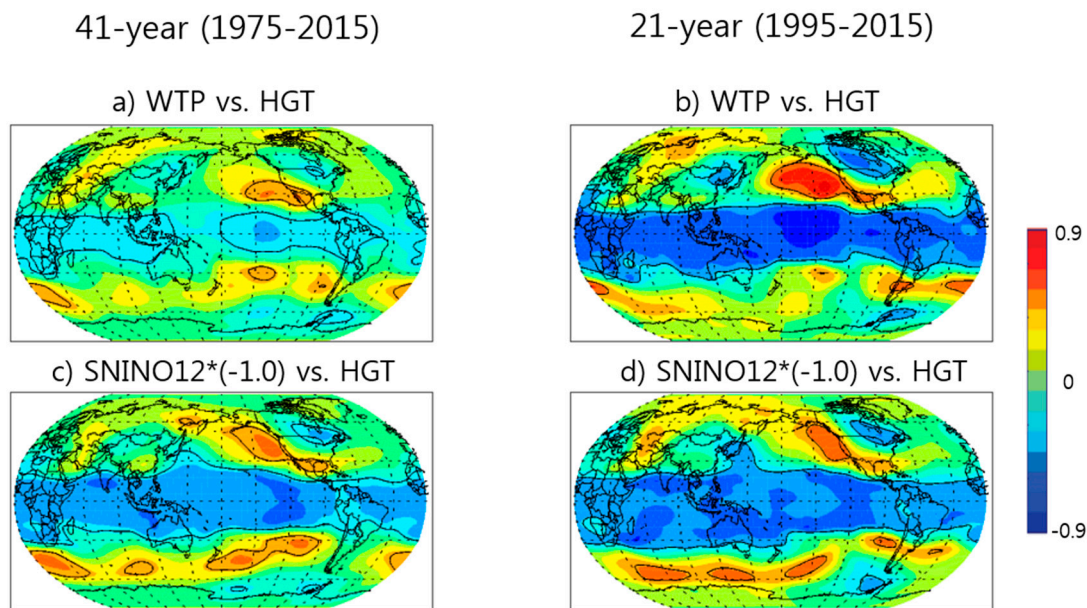 41-year (1975-2015)
21-year (1995-2015)
a) WTP vs. HGT
b) WTP vs. HGT
c) SNINO12*(-1.0) vs. HGT
d) SNINO12*(-1.0) vs. HGT
0.9
0
-0.9